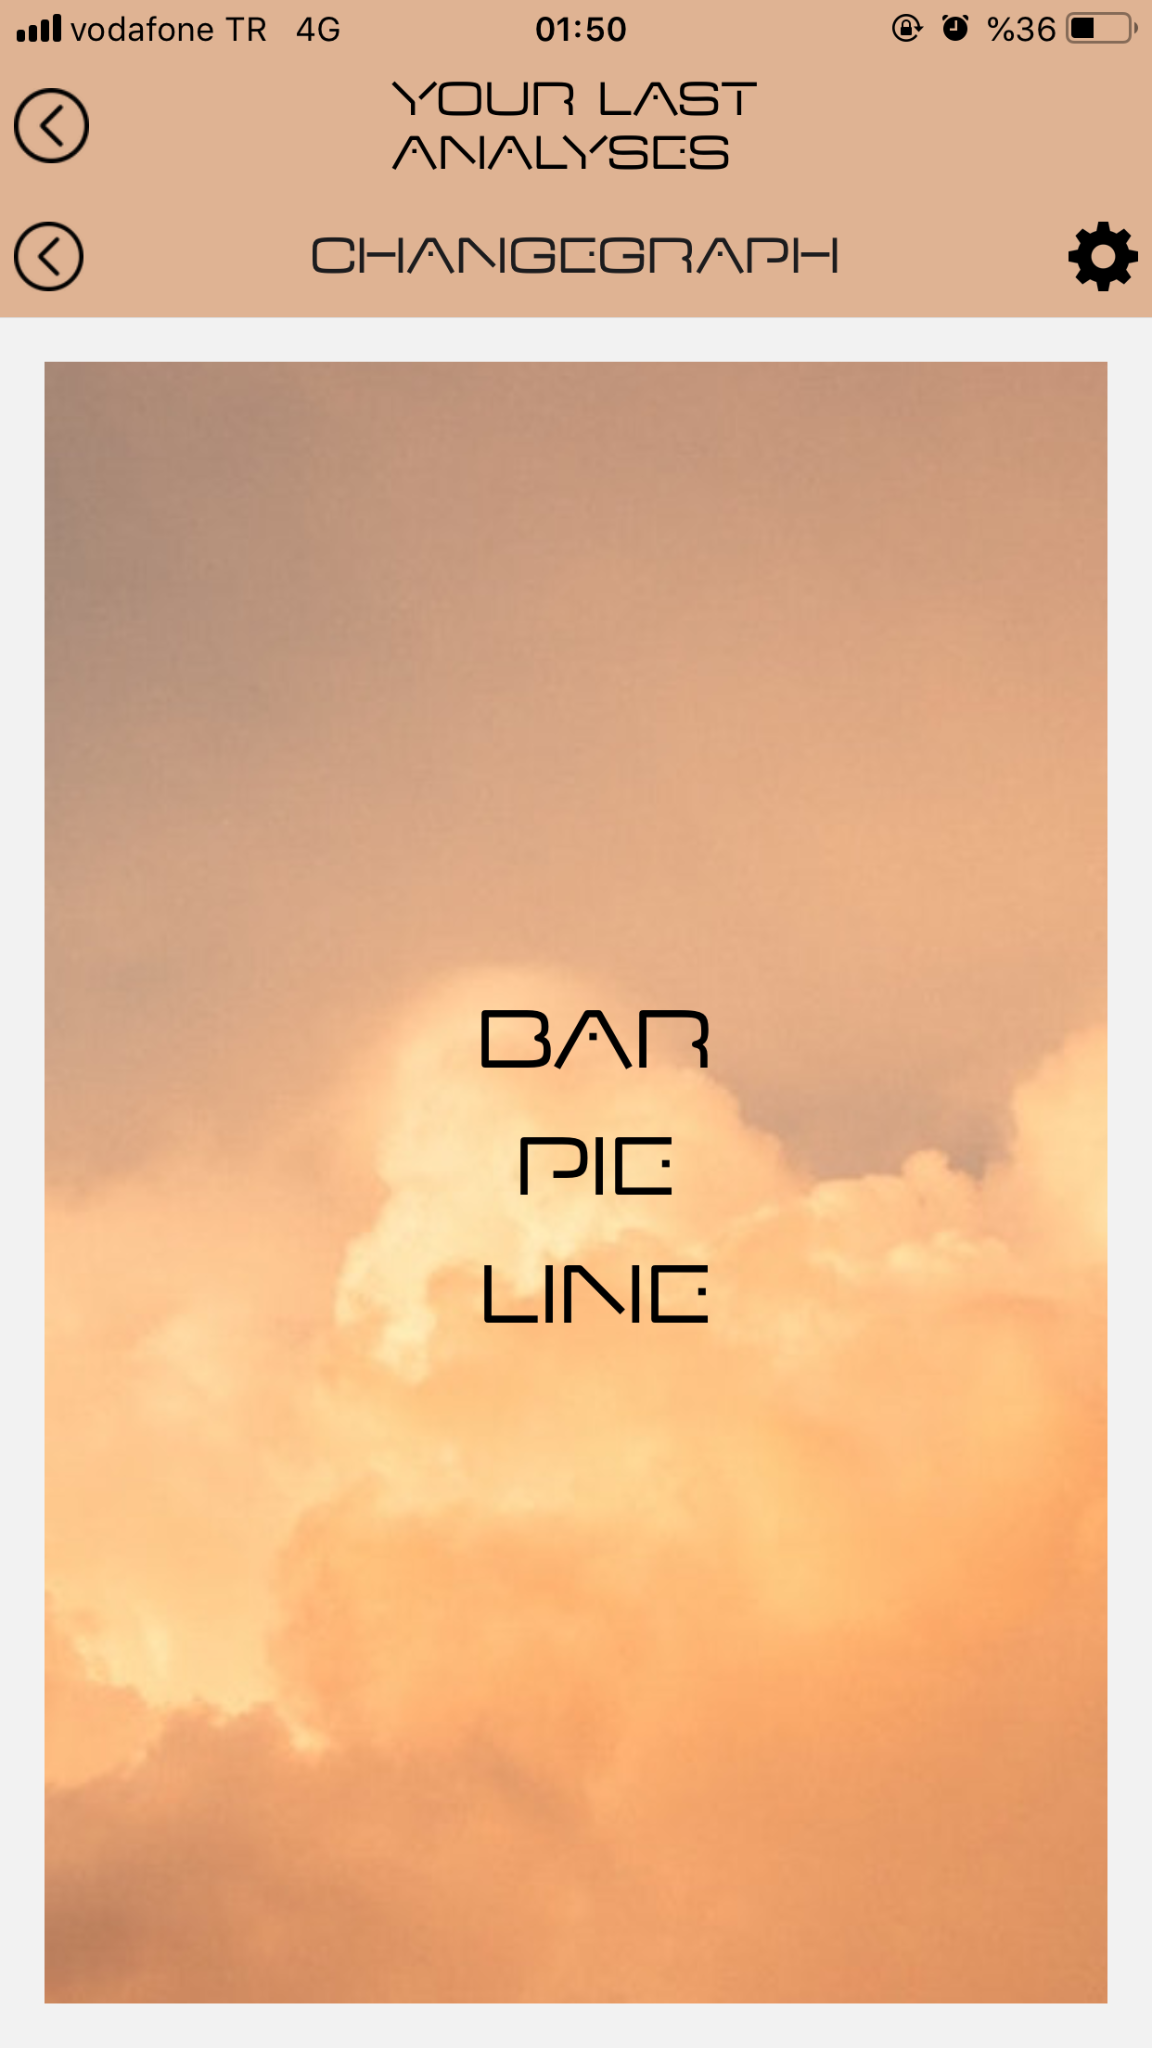 vodafone TR 4G 01:50 %36
YOUR LAST
ANALYSES
CHANGEGRAPH
BAR
PIE
LINE